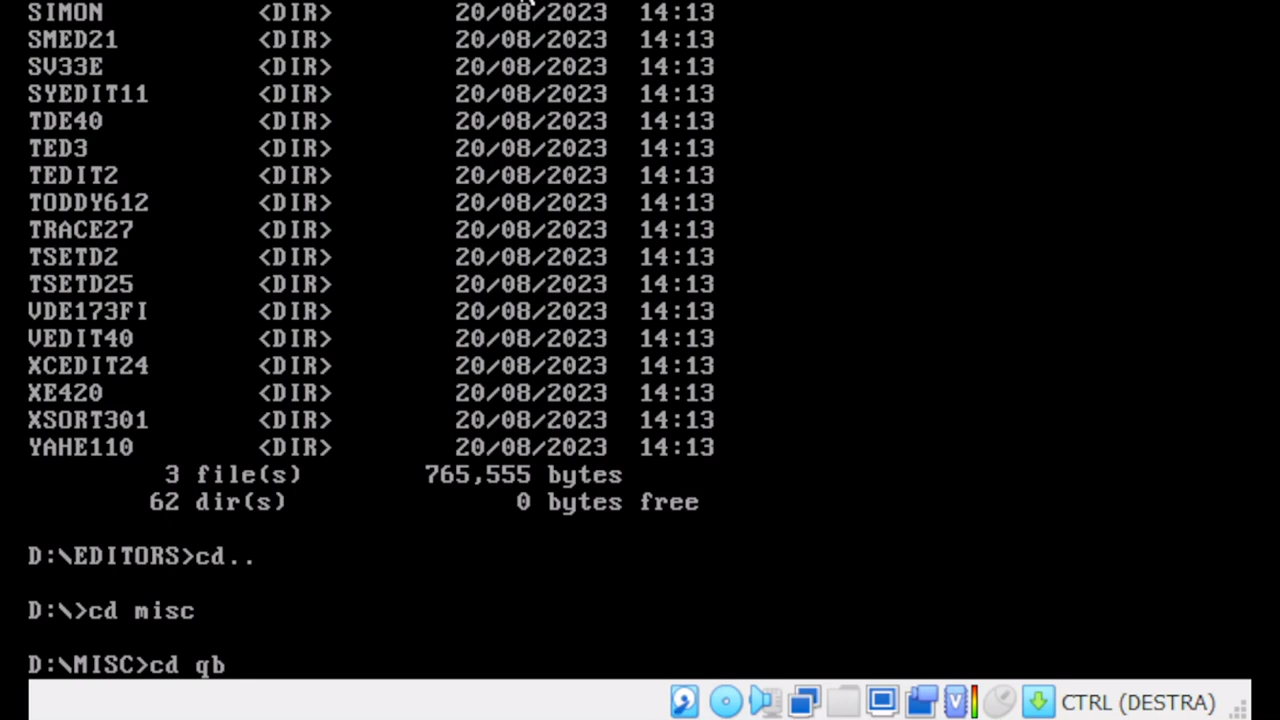 SIMON <DIR> 20/08/2023 14:13
SMED21 <DIR> 20/08/2023 14:13
SV33E <DIR> 20/08/2023 14:13
SYEDIT11 <DIR> 20/08/2023 14:13
TDE40 <DIR> 20/08/2023 14:13
TED3 <DIR> 20/08/2023 14:13
TEDIT2 <DIR> 20/08/2023 14:13
TODDY612 <DIR> 20/08/2023 14:13
TRACE27 <DIR> 20/08/2023 14:13
TSETD2 <DIR> 20/08/2023 14:13
TSETD25 <DIR> 20/08/2023 14:13
VDE173FI <DIR> 20/08/2023 14:13
VEDIT40 <DIR> 20/08/2023 14:13
XCEDIT24 <DIR> 20/08/2023 14:13
XE420 <DIR> 20/08/2023 14:13
XSORT301 <DIR> 20/08/2023 14:13
YAHE110 <DIR> 20/08/2023 14:13
3 file(s) 765,555 bytes
62 dir(s) 0 bytes free
D:\EDITORS>cd..
D:\>cd misc
D:\MISC>cd qb
CTRL (DESTRA)